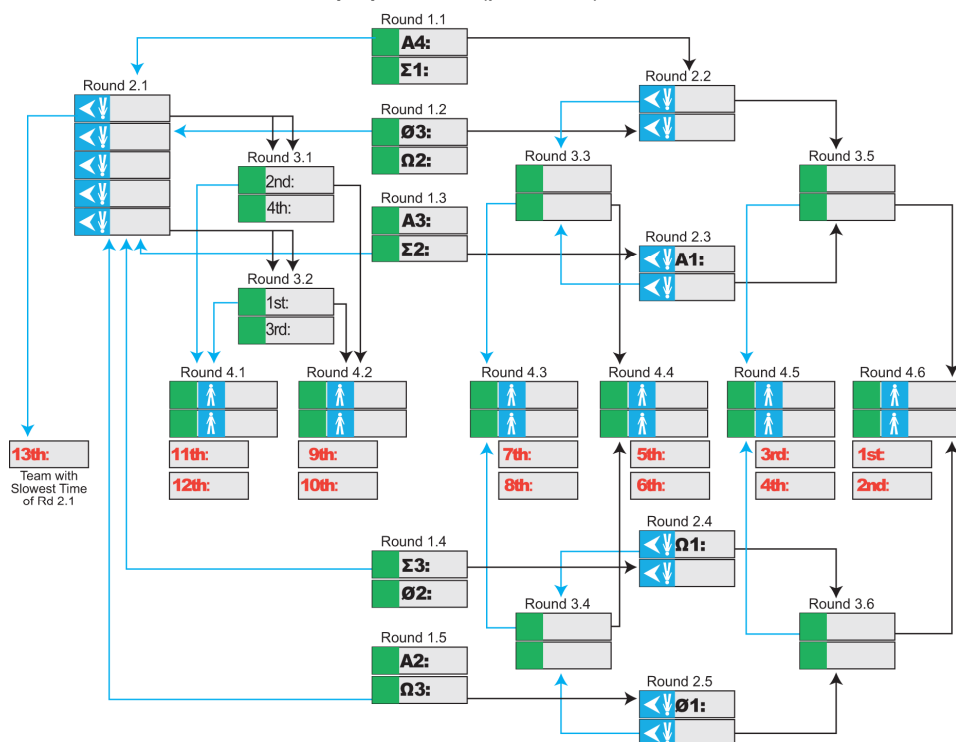 Round 1.1
A4:
Σ1:
Round 2.1
Round 2.2
Round 1.2
Ø3:
Ω2:
Round 3.1
2nd:
4th:
Round 3.3
Round 3.5
Round 1.3
A3:
Σ2:
Round 2.3
A1:
Round 3.2
1st:
3rd:
Round 4.1
Round 4.2
Round 4.3
Round 4.4
Round 4.5
Round 4.6
13th:
Team with
Slowest Time
of Rd 2.1
11th:
12th:
9th:
10th:
7th:
8th:
5th:
6th:
3rd:
4th:
1st:
2nd:
Round 1.4
Σ3:
Ø2:
Round 2.4
Ω1:
Round 3.4
Round 3.6
Round 1.5
A2:
Ω3:
Round 2.5
Ø1: